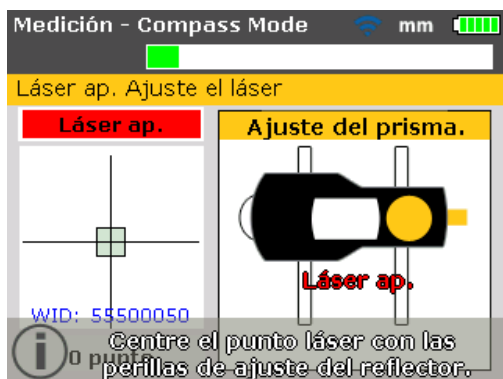 Medición - Compass Mode mm
Láser ap. Ajuste el láser
Láser ap.
Ajuste del prisma.
Láser ap.
WID: 55500050
0 punto
Centre el punto láser con las
perillas de ajuste del reflector.